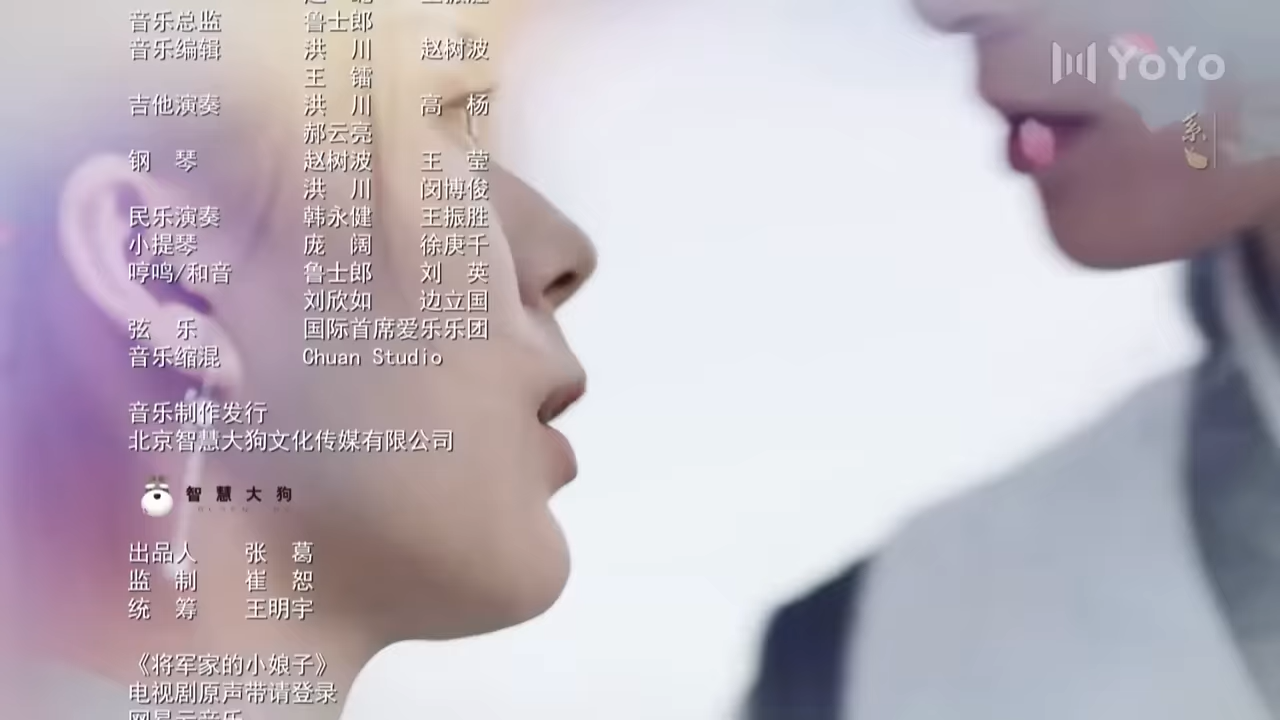 YoYo
音乐总监 鲁士郎
音乐编辑 洪 川 赵树波
王 镭
吉他演奏 洪 川 高 杨
郝云亮
钢 琴 赵树波 王 莹
洪 川 闵博俊
民乐演奏 韩永健 王振胜
小提琴 庞 阔 徐庚千
哼鸣/和音 鲁士郎 刘 英
刘欣如 边立国
弦 乐 国际首席爱乐乐团
音乐缩混 Chuan Studio
音乐制作发行
北京智慧大狗文化传媒有限公司
智慧大狗
出品人 张 葛
监 制 崔 恕
统 筹 王明宇
《将军家的小娘子》
电视剧原声带请登录
网易云音乐